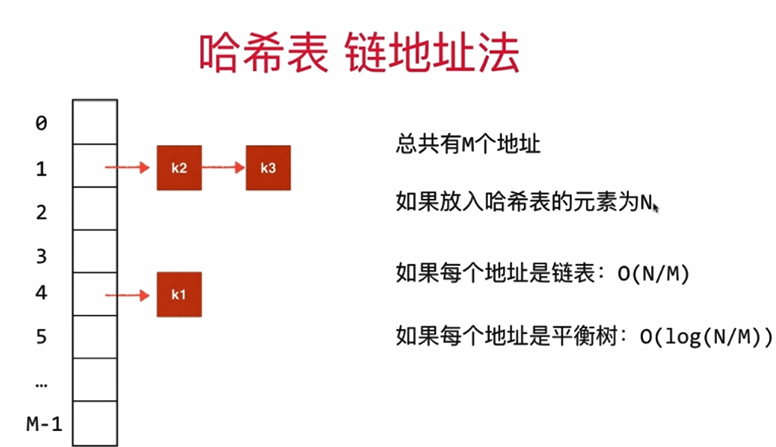 哈希表 链地址法
0
1
k2
k3
2
3
4
k1
5
…
M-1
总共有M个地址
如果放入哈希表的元素为N
如果每个地址是链表：O(N/M)
如果每个地址是平衡树：O(log(N/M))